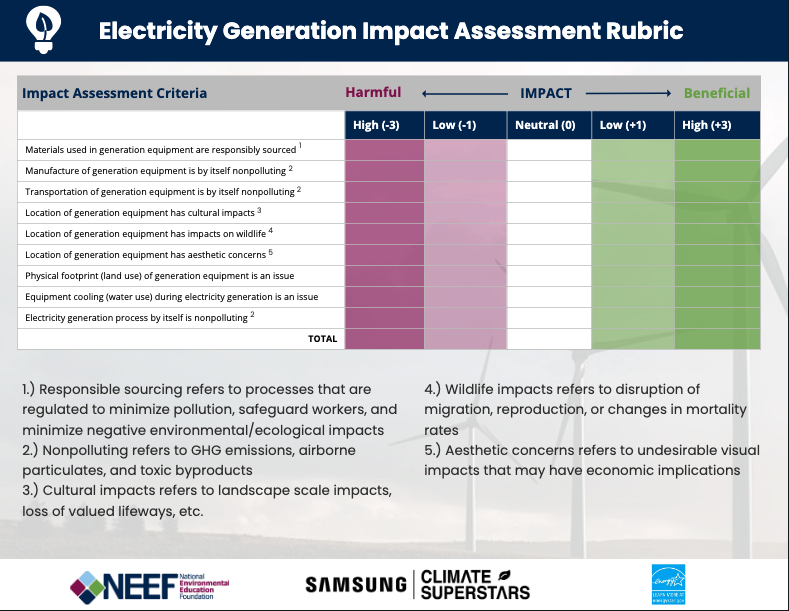 Electricity Generation Impact Assessment Rubric
Impact Assessment Criteria Harmful IMPACT Beneficial
High (-3) Low (-1) Neutral (0) Low (+1) High (+3)
Materials used in generation equipment are responsibly sourced 1
Manufacture of generation equipment is by itself nonpolluting 2
Transportation of generation equipment is by itself nonpolluting 2
Location of generation equipment has cultural impacts 3
Location of generation equipment has impacts on wildlife 4
Location of generation equipment has aesthetic concerns 5
Physical footprint (land use) of generation equipment is an issue
Equipment cooling (water use) during electricity generation is an issue
Electricity generation process by itself is nonpolluting 2
TOTAL
1.) Responsible sourcing refers to processes that are
regulated to minimize pollution, safeguard workers, and
minimize negative environmental/ecological impacts
2.) Nonpolluting refers to GHG emissions, airborne
particulates, and toxic byproducts
3.) Cultural impacts refers to landscape scale impacts,
loss of valued lifeways, etc.
4.) Wildlife impacts refers to disruption of
migration, reproduction, or changes in mortality
rates
5.) Aesthetic concerns refers to undesirable visual
impacts that may have economic implications
NEEF
National
Environmental
Education
Foundation
SAMSUNG
CLIMATE
SUPERSTARS
energy
LEARN MORE AT
energystar.gov